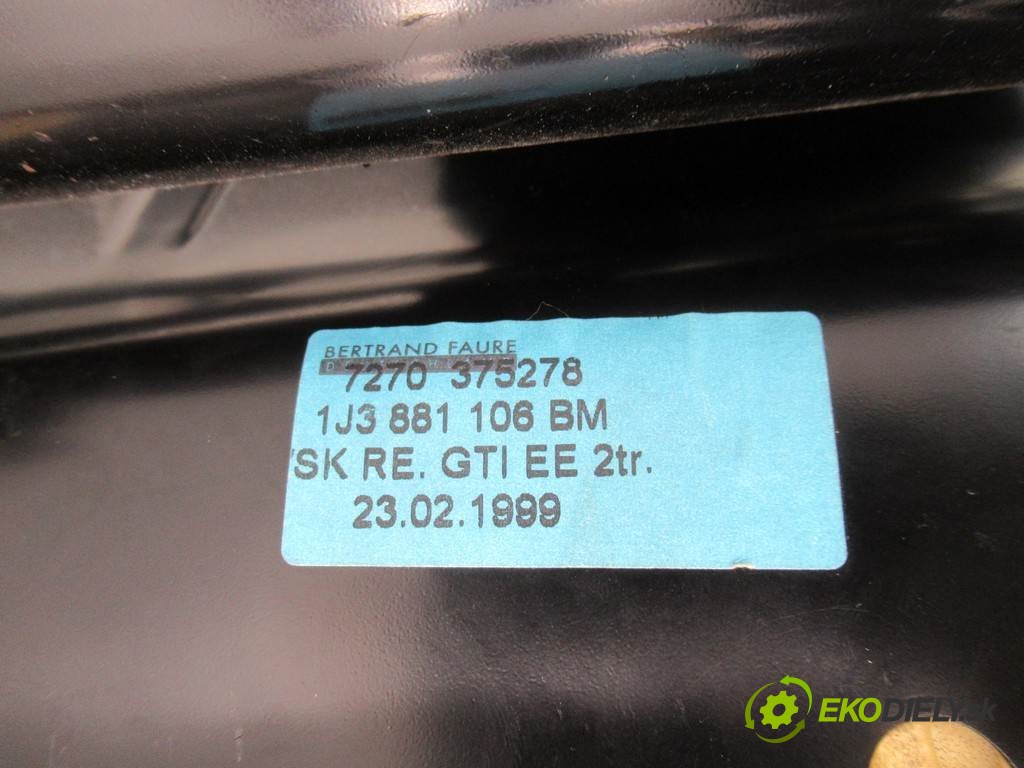 BERTRAND FAURE
7270 375278
1J3 881 106 BM
SK RE. GTI EE 2tr.
23.02.1999
EKODIELY.sk